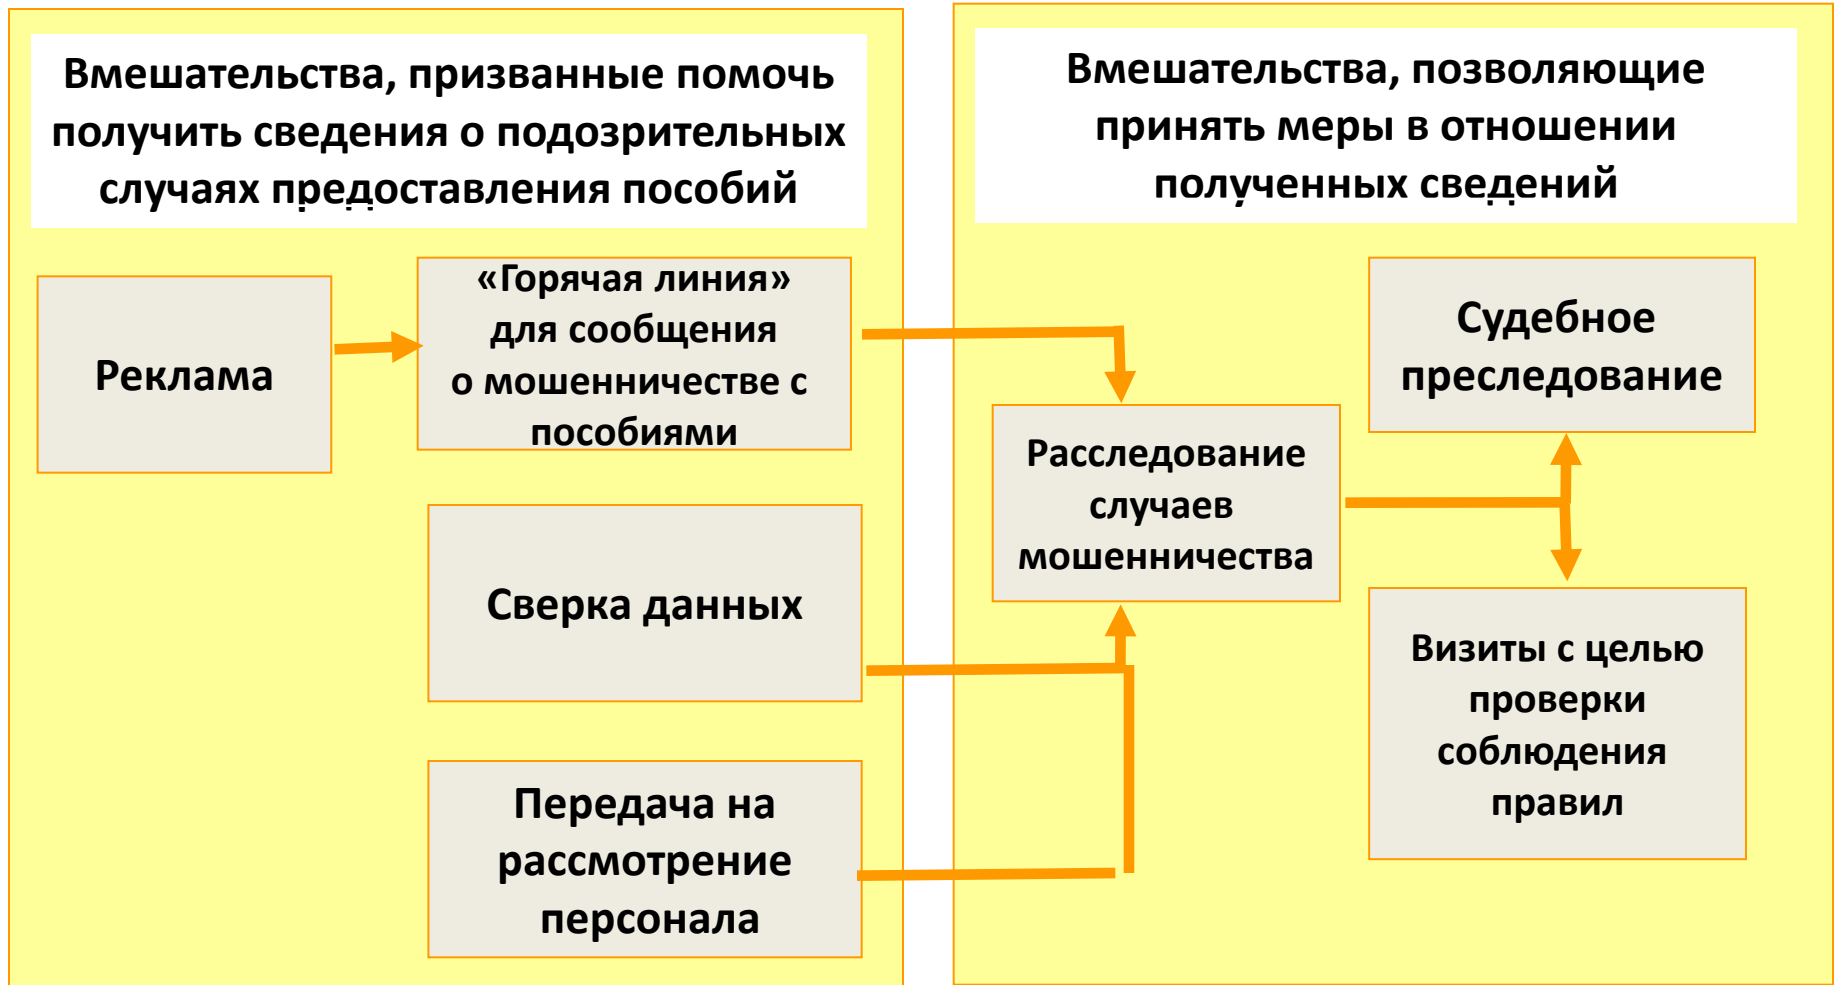 Вмешательства, призванные помочь
получить сведения о подозрительных
случаях предоставления пособий
Реклама
«Горячая линия»
для сообщения
о мошенничестве с
пособиями
Сверка данных
Передача на
рассмотрение
персонала
Вмешательства, позволяющие
принять меры в отношении
полученных сведений
Расследование
случаев
мошенничества
Судебное
преследование
Визиты с целью
проверки
соблюдения
правил